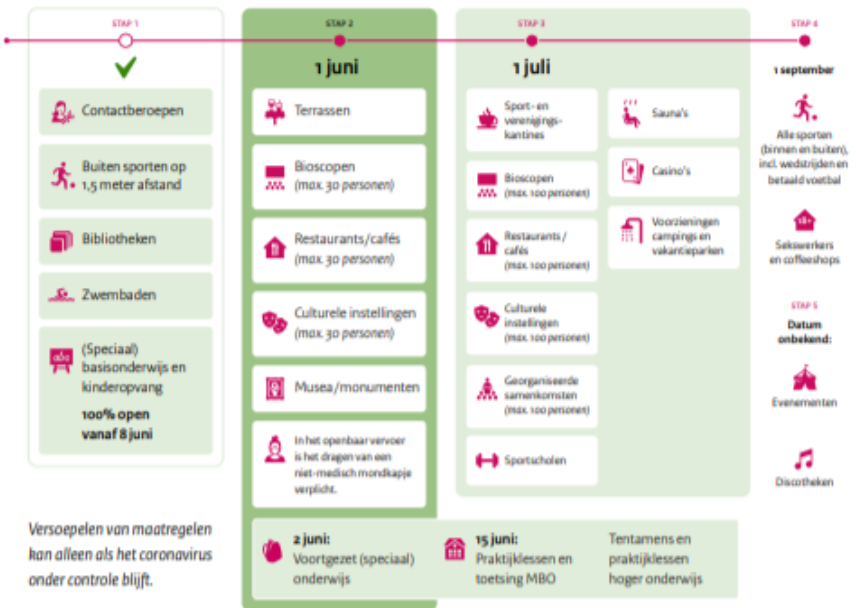 STAP 1
Contactberoepen
Buiten sporten op
1,5 meter afstand
Bibliotheken
Zwembaden
abc
(Speciaal)
basisonderwijs en
kinderopvang
100% open
vanaf 8 juni
STAP 2
1 juni
Terrassen
Bioscopen
(max. 30 personen)
Restaurants/cafés
(max. 30 personen)
Culturele instellingen
(max. 30 personen)
Musea/monumenten
In het openbaar vervoer
is het dragen van een
niet-medisch mondkapje
verplicht.
STAP 3
1 juli
Sport- en
verenigings-
kantines
Bioscopen
(max. 100 personen)
Restaurants/
cafés
(max. 100 personen)
Culturele
instellingen
(max. 100 personen)
Georganiseerde
samenkomsten
(max. 100 personen)
Sportscholen
Sauna's
Casino's
Voorzieningen
campings en
vakantieparken
STAP 4
1 september
Alle sporten
(binnen en buiten),
incl. wedstrijden en
betaald voetbal
18+
Sekswerkers
en coffeeshops
STAP 5
Datum
onbekend:
Evenementen
Discotheken
2 juni:
Voortgezet (speciaal)
onderwijs
15 juni:
Praktijklessen en
toetsing MBO
Tentamens en
praktijklessen
hoger onderwijs
Versoepelen van maatregelen
kan alleen als het coronavirus
onder controle blijft.